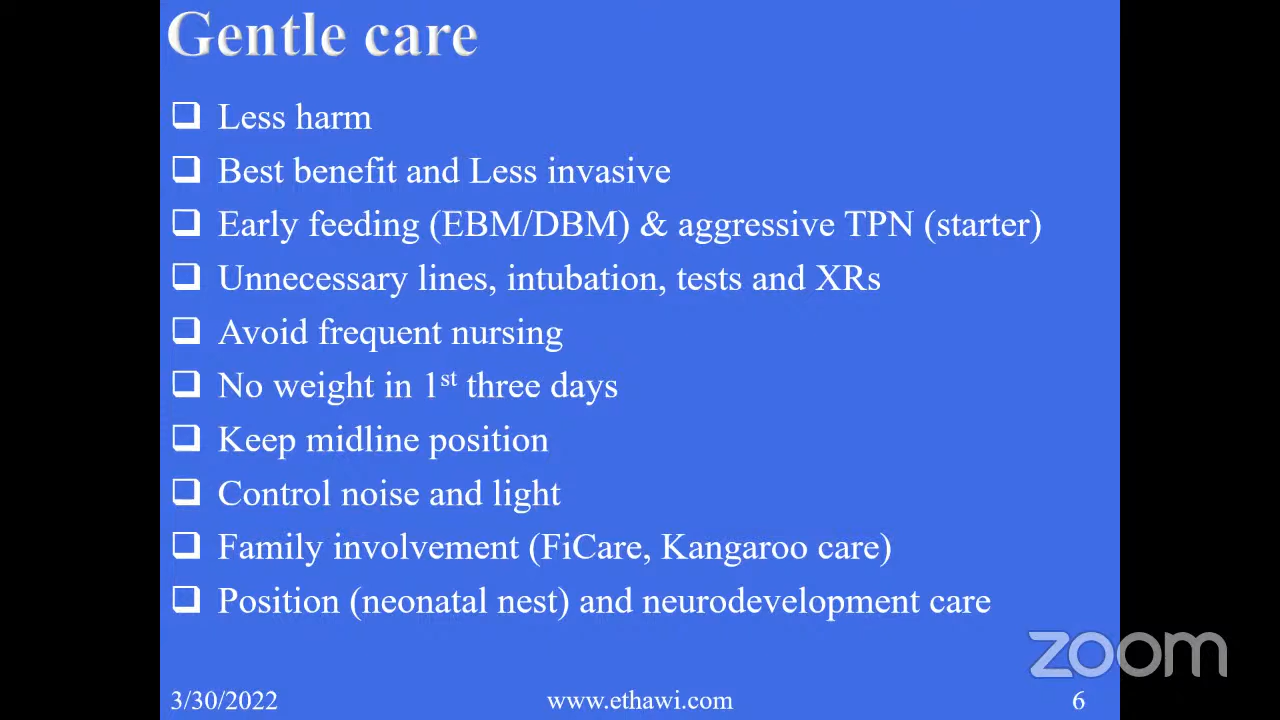 Gentle care
Less harm
Best benefit and Less invasive
Early feeding (EBM/DBM) & aggressive TPN (starter)
Unnecessary lines, intubation, tests and XRs
Avoid frequent nursing
No weight in 1st three days
Keep midline position
Control noise and light
Family involvement (FiCare, Kangaroo care)
Position (neonatal nest) and neurodevelopment care
zoom
3/30/2022 www.ethawi.com 6